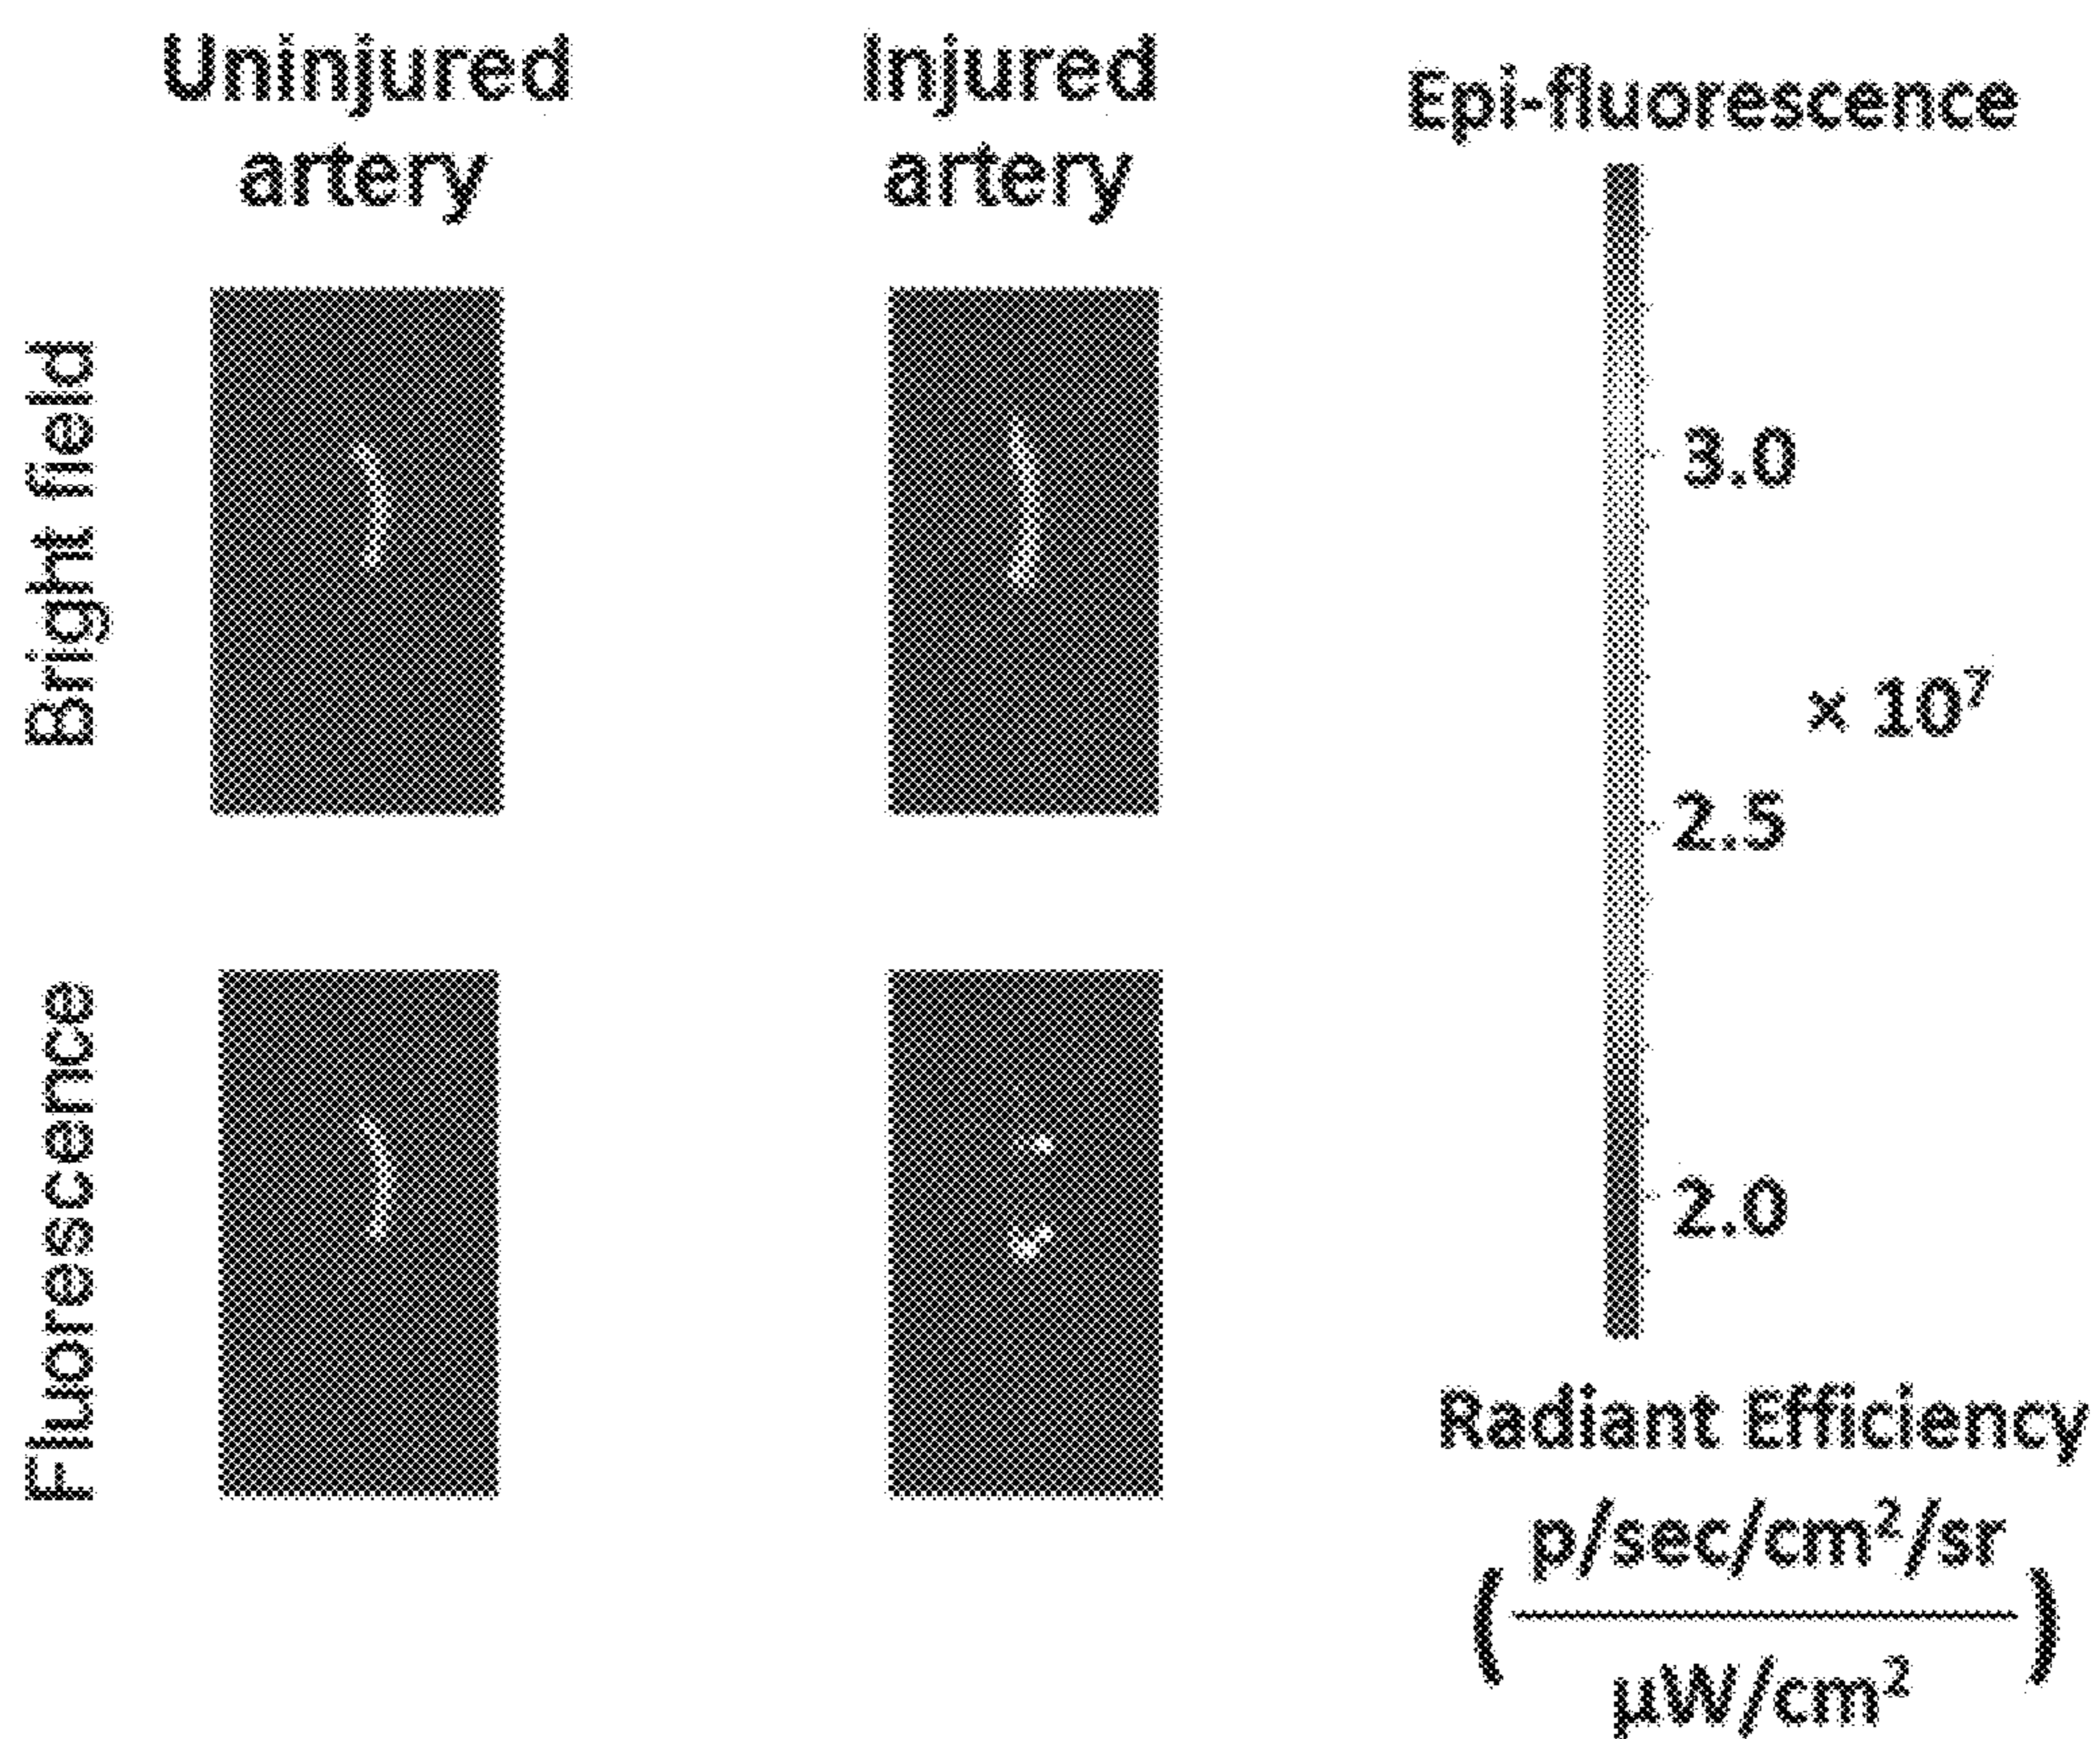 Uninjured
artery
Injured
artery
Epi-fluorescence
Bright field
3.0
× 10⁷
2.5
Fluorescence
2.0
Radiant Efficiency
( p/sec/cm²/sr
μW/cm² )